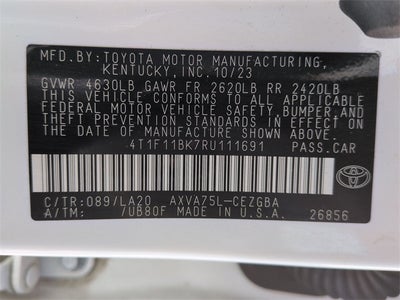 MFD.BY:TOYOTA MOTOR MANUFACTURING,
KENTUCKY,INC.10/23
GVWR 4630LB GAWR FR 2620LB RR 2420LB
THIS VEHICLE CONFORMS TO ALL APPLICABLE
FEDERAL MOTOR VEHICLE SAFETY,BUMPER,AND
THEFT PREVENTION STANDARDS IN EFFECT ON
THE DATE OF MANUFACTURE SHOWN ABOVE.
4T1F11BK7RU111691 PASS.CAR
C/TR:089/LA20 AXVA75L-CEZGBA
A/TM: /UB80F MADE IN U.S.A. 26856
TOYOTA